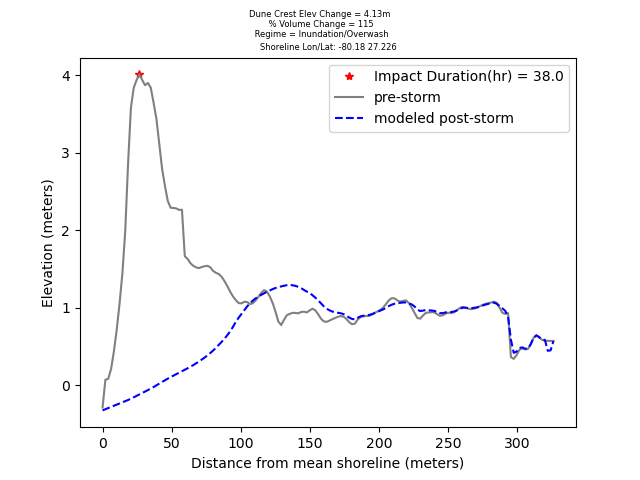 Dune Crest Elev Change = 4.13m
% Volume Change = 115
Regime = Inundation/Overwash
Shoreline Lon/Lat: -80.18 27.226
Impact Duration(hr) = 38.0
pre-storm
modeled post-storm
4
3
2
1
0
Elevation (meters)
0 50 100 150 200 250 300
Distance from mean shoreline (meters)